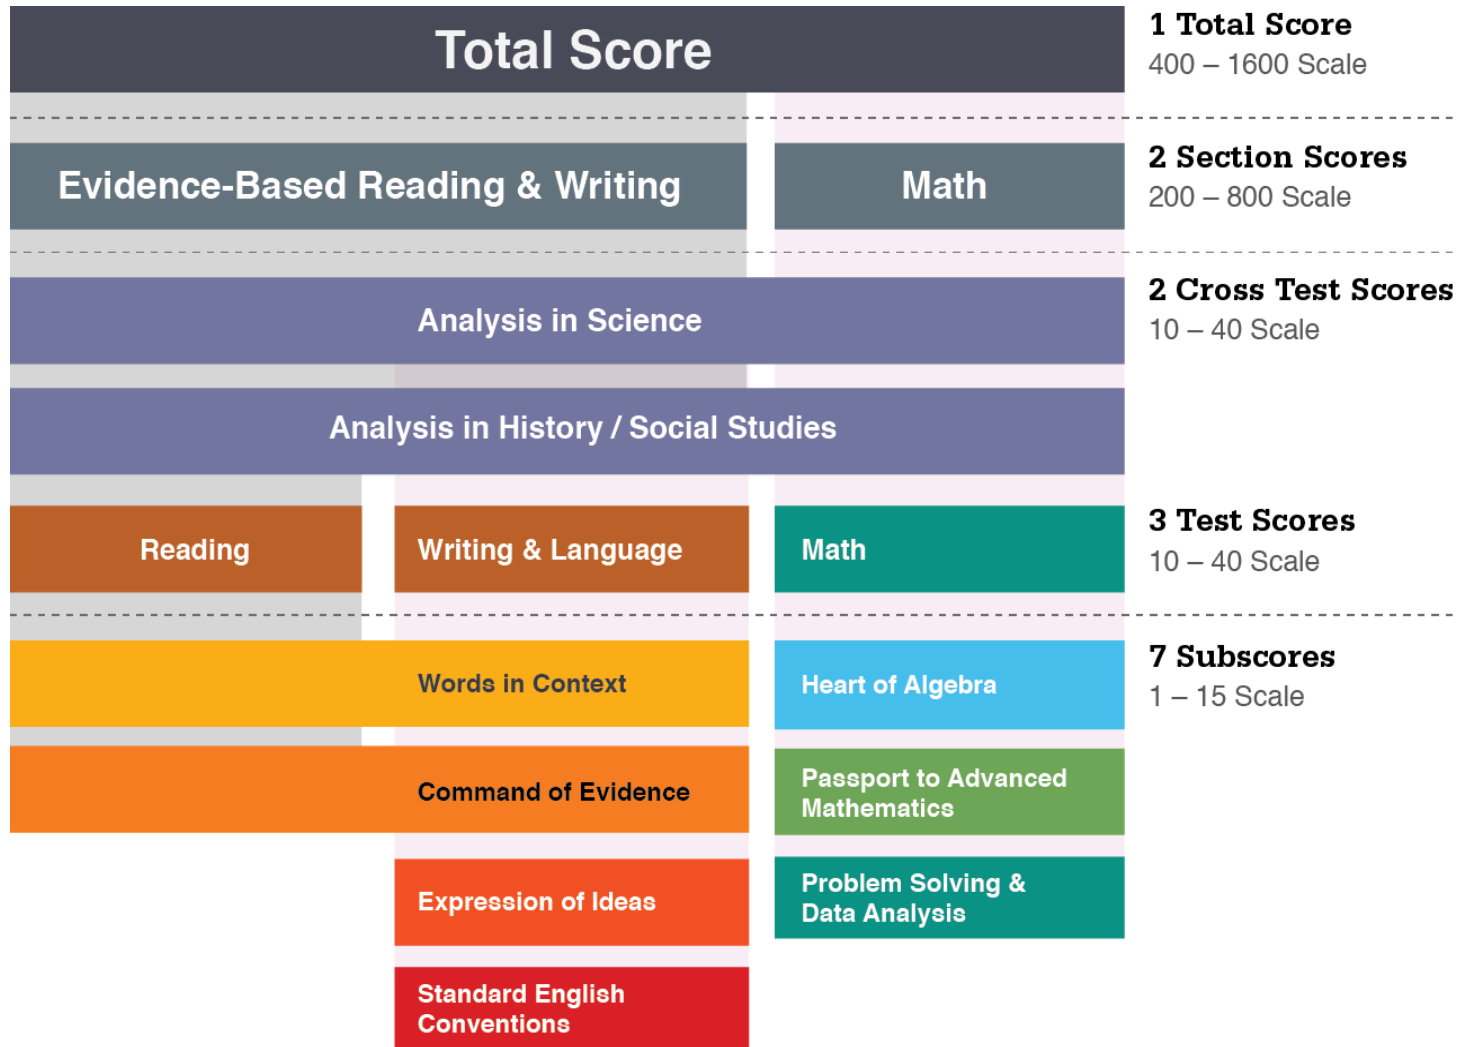 Total Score
1 Total Score
400 – 1600 Scale
Evidence-Based Reading & Writing
Math
2 Section Scores
200 – 800 Scale
Analysis in Science
2 Cross Test Scores
10 – 40 Scale
Analysis in History / Social Studies
Reading
Writing & Language
Math
3 Test Scores
10 – 40 Scale
Words in Context
Heart of Algebra
7 Subscores
1 – 15 Scale
Command of Evidence
Passport to Advanced
Mathematics
Expression of Ideas
Problem Solving &
Data Analysis
Standard English
Conventions